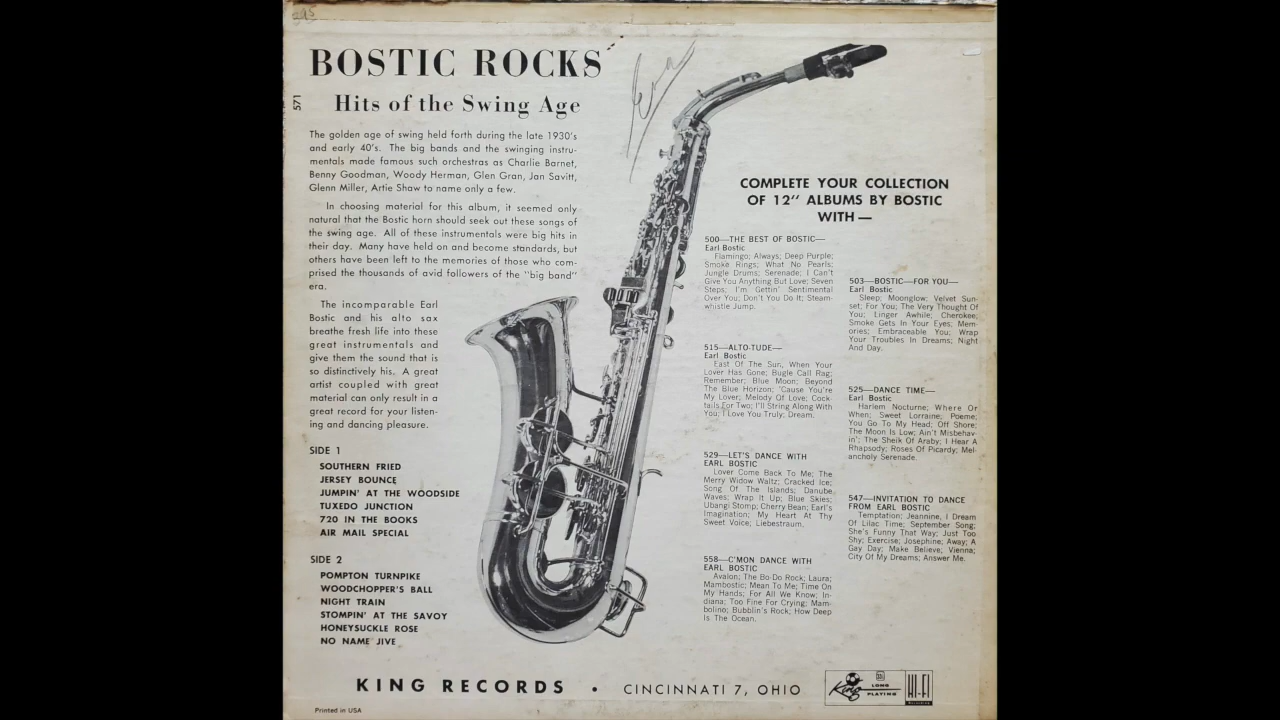 295
BOSTIC ROCKS
Hits of the Swing Age
571
The golden age of swing held forth during the late 1930's
and early 40's. The big bands and the swinging instru-
mentals made famous such orchestras as Charlie Barnet,
Benny Goodman, Woody Herman, Glen Gran, Jan Savitt,
Glenn Miller, Artie Shaw to name only a few.
In choosing material for this album, it seemed only
natural that the Bostic horn should seek out these songs of
the swing age. All of these instrumentals were big hits in
their day. Many have held on and become standards, but
others have been left to the memories of those who com-
prised the thousands of avid followers of the "big band"
era.
The incomparable Earl
Bostic and his alto sax
breathe fresh life into these
great instrumentals and
give them the sound that is
so distinctively his. A great
artist coupled with great
material can only result in a
great record for your listen-
ing and dancing pleasure.
SIDE 1
SOUTHERN FRIED
JERSEY BOUNCE
JUMPIN' AT THE WOODSIDE
TUXEDO JUNCTION
720 IN THE BOOKS
AIR MAIL SPECIAL
SIDE 2
POMPTON TURNPIKE
WOODCHOPPER'S BALL
NIGHT TRAIN
STOMPIN' AT THE SAVOY
HONEYSUCKLE ROSE
NO NAME JIVE
COMPLETE YOUR COLLECTION
OF 12" ALBUMS BY BOSTIC
WITH —
500—THE BEST OF BOSTIC—
Earl Bostic
Flamingo; Always; Deep Purple;
Smoke Rings; What No Pearls;
Jungle Drums; Serenade; I Can't
Give You Anything But Love; Seven
Steps; I'm Gettin' Sentimental
Over You; Don't You Do It; Steam-
whistle Jump.
515—ALTO-TUDE—
Earl Bostic
East Of The Sun, When Your
Lover Has Gone; Bugle Call Rag;
Remember; Blue Moon; Beyond
The Blue Horizon; 'Cause You're
My Lover; Melody Of Love; Cock-
tails For Two; I'll String Along With
You; I Love You Truly; Dream.
529—LET'S DANCE WITH
EARL BOSTIC
Lover Come Back To Me; The
Merry Widow Waltz; Cracked Ice;
Song Of The Islands; Danube
Waves; Wrap It Up; Blue Skies;
Ubangi Stomp; Cherry Bean; Earl's
Imagination; My Heart At Thy
Sweet Voice; Liebestraum.
558—C'MON DANCE WITH
EARL BOSTIC
Avalon; The Bo-Do Rock; Laura;
Mambostic; Mean To Me; Time On
My Hands; For All We Know; In-
diana; Too Fine For Crying; Mam-
bolino; Bubblin's Rock; How Deep
Is The Ocean.
503—BOSTIC—FOR YOU—
Earl Bostic
Sleep; Moonglow; Velvet Sun-
set; For You; The Very Thought Of
You; Linger Awhile; Cherokee;
Smoke Gets In Your Eyes; Mem-
ories; Embraceable You; Wrap
Your Troubles In Dreams; Night
And Day.
525—DANCE TIME—
Earl Bostic
Harlem Nocturne; Where Or
When; Sweet Lorraine; Poeme;
You Go To My Head; Off Shore;
The Moon Is Low; Ain't Misbehav-
in'; The Sheik Of Araby; I Hear A
Rhapsody; Roses Of Picardy; Mel-
ancholy Serenade.
547—INVITATION TO DANCE
FROM EARL BOSTIC
Temptation; Jeannine, I Dream
Of Lilac Time; September Song;
She's Funny That Way; Just Too
Shy; Exercise; Josephine; Away; A
Gay Day; Make Believe; Vienna;
City Of My Dreams; Answer Me.
KING RECORDS • CINCINNATI 7, OHIO
King
LONG
PLAYING
HI-FI
Printed in USA